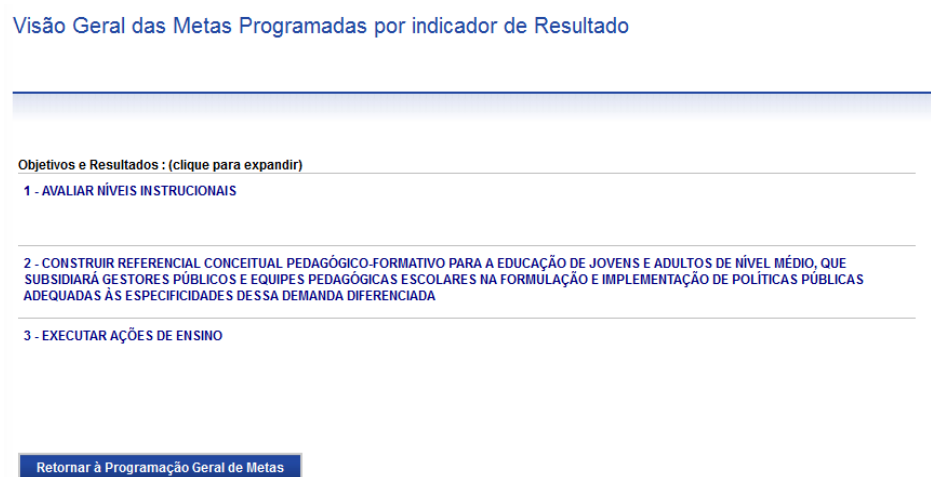 Visão Geral das Metas Programadas por indicador de Resultado
Objetivos e Resultados : (clique para expandir)
1 - AVALIAR NÍVEIS INSTRUCIONAIS
2 - CONSTRUIR REFERENCIAL CONCEITUAL PEDAGÓGICO-FORMATIVO PARA A EDUCAÇÃO DE JOVENS E ADULTOS DE NÍVEL MÉDIO, QUE
SUBSIDIARÁ GESTORES PÚBLICOS E EQUIPES PEDAGÓGICAS ESCOLARES NA FORMULAÇÃO E IMPLEMENTAÇÃO DE POLÍTICAS PÚBLICAS
ADEQUADAS ÀS ESPECIFICIDADES DESSA DEMANDA DIFERENCIADA
3 - EXECUTAR AÇÕES DE ENSINO
Retornar à Programação Geral de Metas